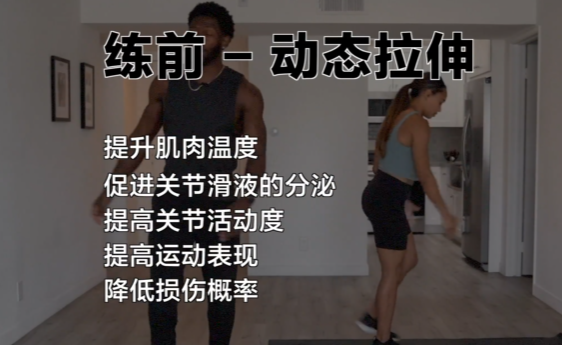 练前 - 动态拉伸
提升肌肉温度
促进关节滑液的分泌
提高关节活动度
提高运动表现
降低损伤概率